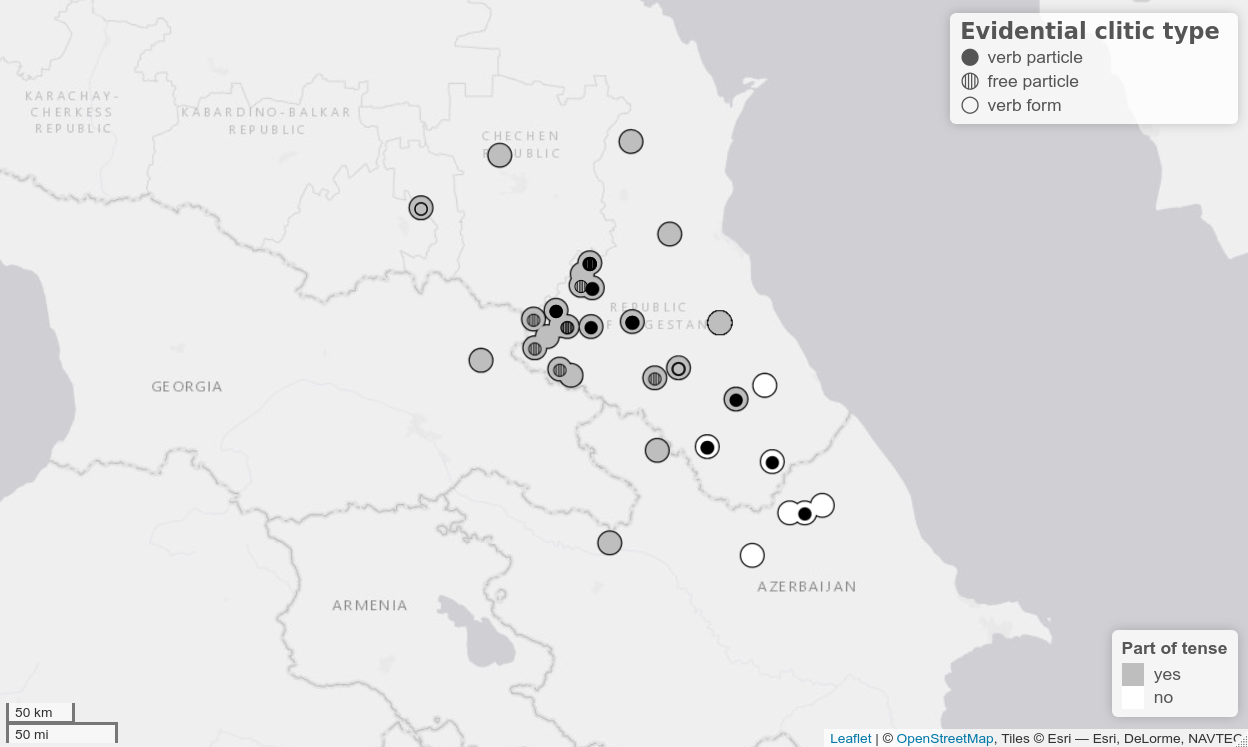 Evidential clitic type
verb particle
free particle
verb form
KARACHAY-
CHERKESS
REPUBLIC
KABARDINO-BALKAR
REPUBLIC
CHECHEN
REPUBLIC
REPUBLIC
OF DAGESTAN
GEORGIA
ARMENIA
AZERBAIJAN
Part of tense
yes
no
50 km
50 mi
Leaflet | © OpenStreetMap, Tiles © Esri — Esri, DeLorme, NAVTEQ